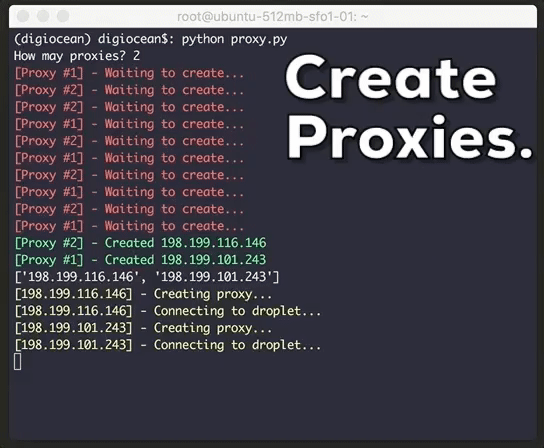 root@ubuntu-512mb-sfo1-01: ~
(digiocean) digiocean$: python proxy.py
How may proxies? 2
[Proxy #1] - Waiting to create...
[Proxy #2] - Waiting to create...
[Proxy #2] - Waiting to create...
[Proxy #1] - Waiting to create...
[Proxy #2] - Waiting to create...
[Proxy #1] - Waiting to create...
[Proxy #2] - Waiting to create...
[Proxy #1] - Waiting to create...
[Proxy #2] - Waiting to create...
[Proxy #1] - Waiting to create...
[Proxy #2] - Created 198.199.116.146
[Proxy #1] - Created 198.199.101.243
['198.199.116.146', '198.199.101.243']
[198.199.116.146] - Creating proxy...
[198.199.116.146] - Connecting to droplet...
[198.199.101.243] - Creating proxy...
[198.199.101.243] - Connecting to droplet...
Create
Proxies.